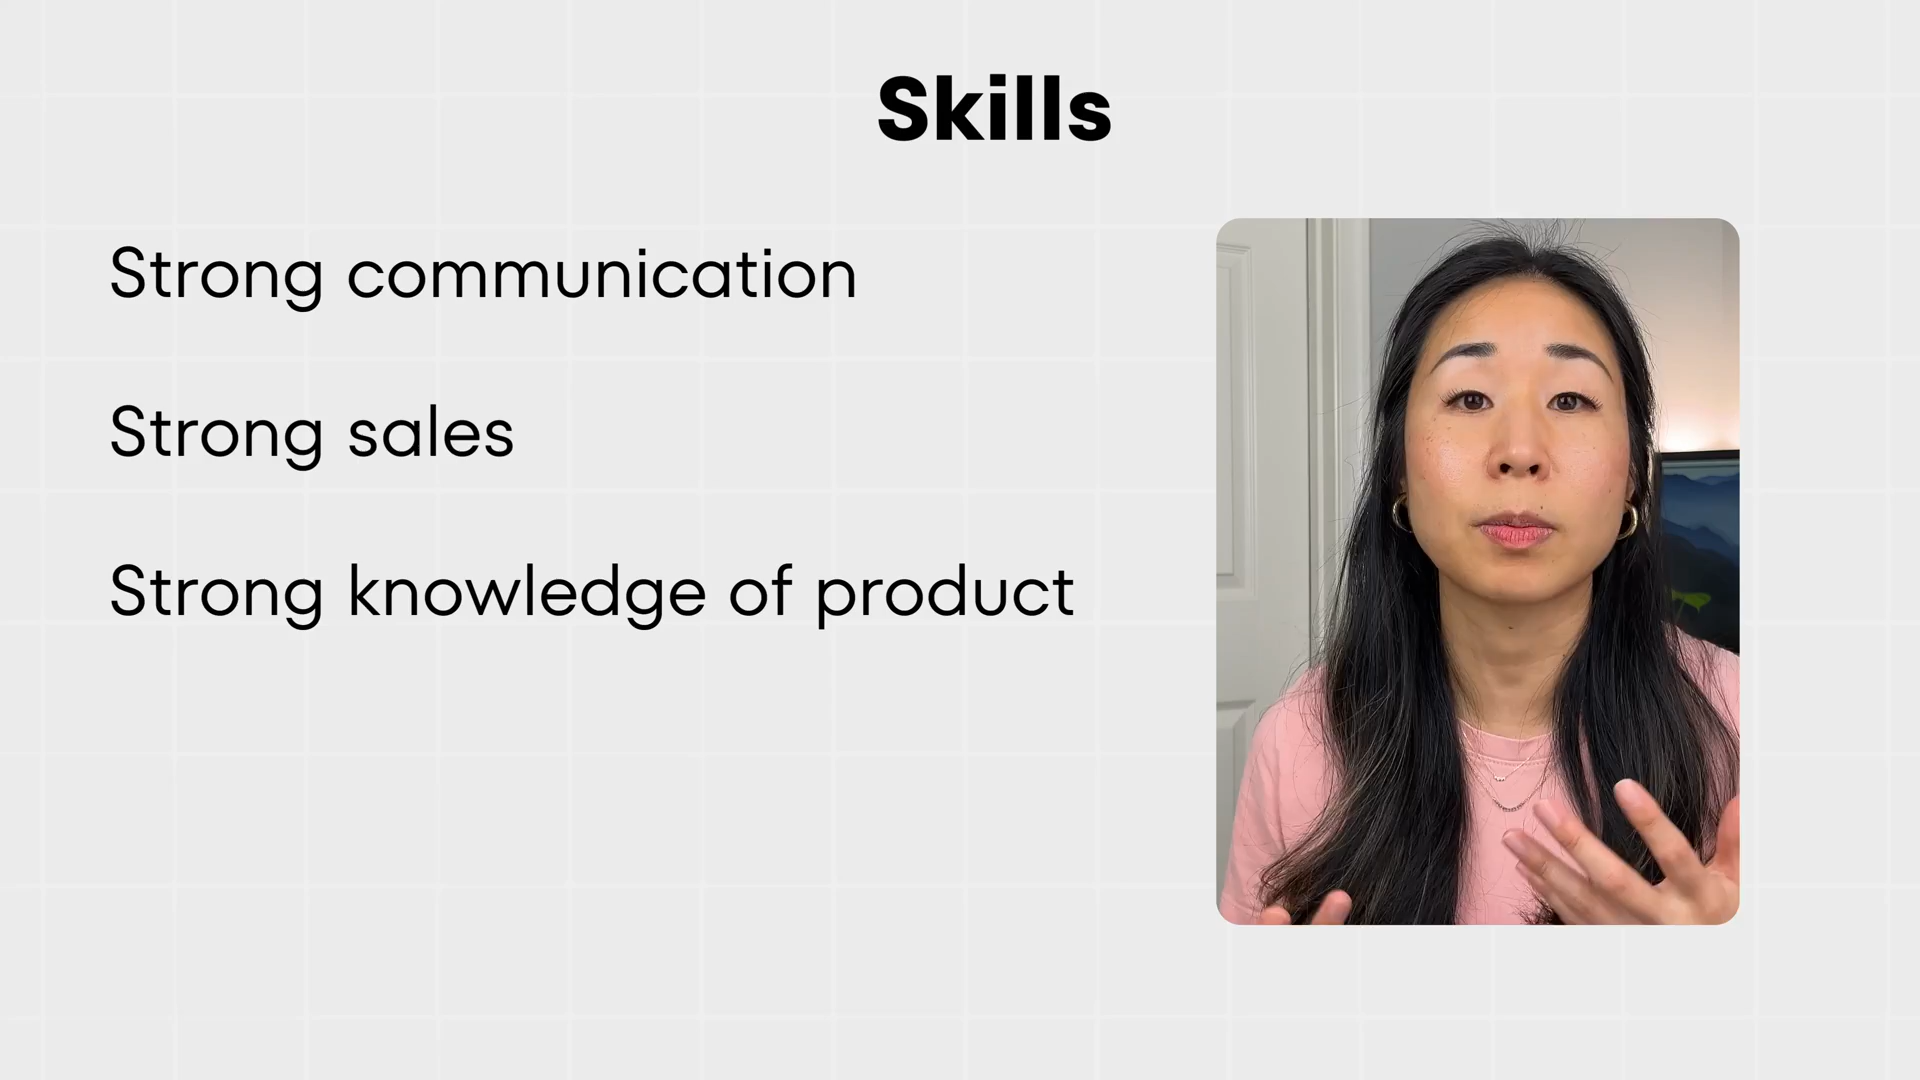 Skills
Strong communication
Strong sales
Strong knowledge of product